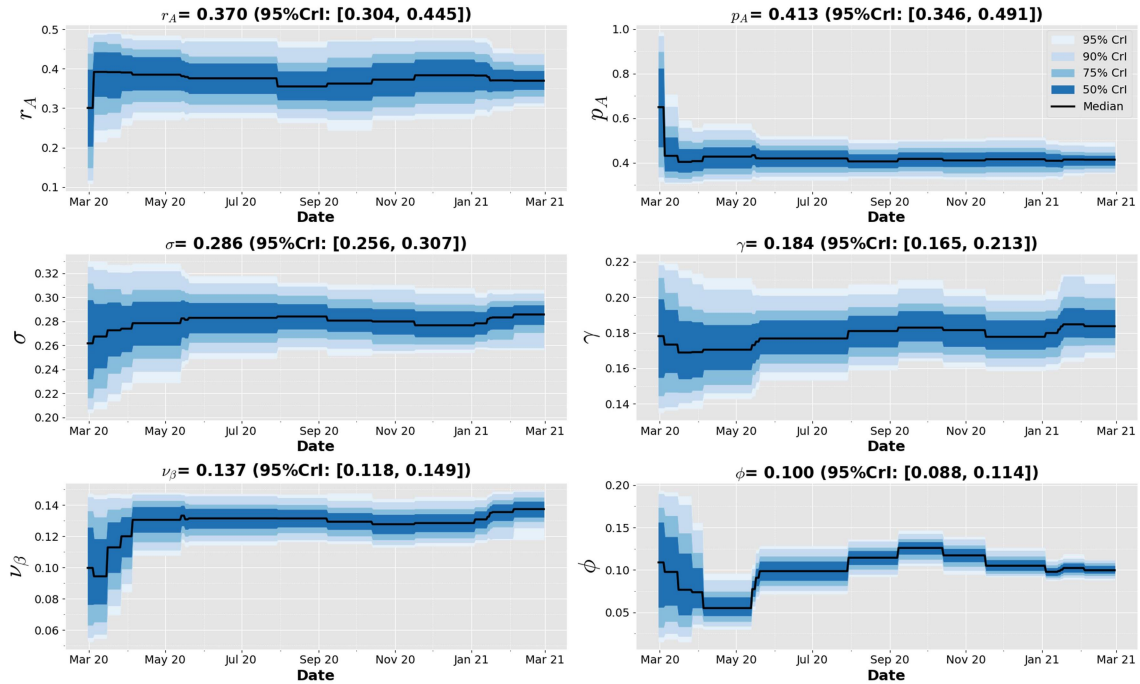 r_A = 0.370 (95%CrI: [0.304, 0.445])
0.5
0.4
0.3
0.2
0.1
r_A
Mar 20 May 20 Jul 20 Sep 20 Nov 20 Jan 21 Mar 21
Date
p_A = 0.413 (95%CrI: [0.346, 0.491])
1.0
0.8
0.6
0.4
p_A
95% CrI
90% CrI
75% CrI
50% CrI
Median
Mar 20 May 20 Jul 20 Sep 20 Nov 20 Jan 21 Mar 21
Date
σ= 0.286 (95%CrI: [0.256, 0.307])
0.32
0.30
0.28
0.26
0.24
0.22
0.20
σ
Mar 20 May 20 Jul 20 Sep 20 Nov 20 Jan 21 Mar 21
Date
γ= 0.184 (95%CrI: [0.165, 0.213])
0.22
0.20
0.18
0.16
0.14
γ
Mar 20 May 20 Jul 20 Sep 20 Nov 20 Jan 21 Mar 21
Date
ν_β= 0.137 (95%CrI: [0.118, 0.149])
0.14
0.12
0.10
0.08
0.06
ν_β
Mar 20 May 20 Jul 20 Sep 20 Nov 20 Jan 21 Mar 21
Date
ϕ= 0.100 (95%CrI: [0.088, 0.114])
0.20
0.15
0.10
0.05
ϕ
Mar 20 May 20 Jul 20 Sep 20 Nov 20 Jan 21 Mar 21
Date